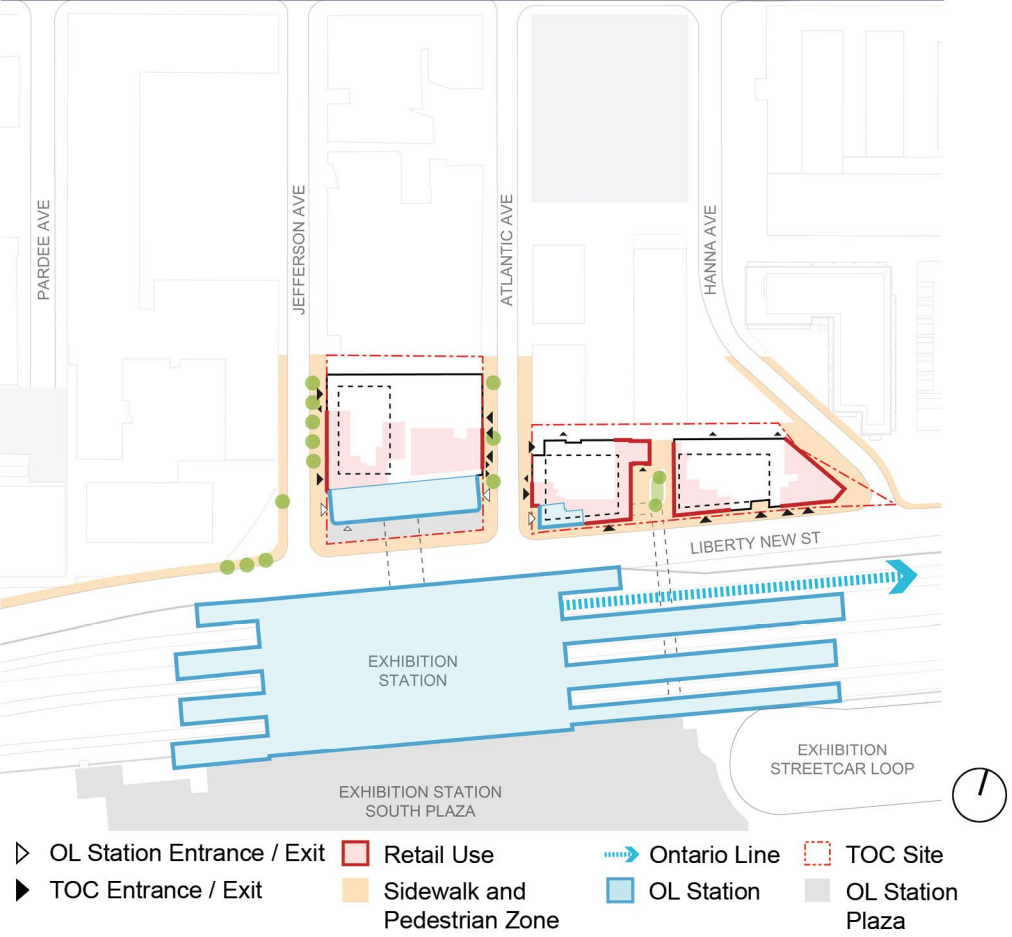 PARDEE AVE
JEFFERSON AVE
ATLANTIC AVE
HANNA AVE
LIBERTY NEW ST
EXHIBITION
STATION
EXHIBITION
STREETCAR LOOP
EXHIBITION STATION
SOUTH PLAZA
OL Station Entrance / Exit
Retail Use
Ontario Line
TOC Site
TOC Entrance / Exit
Sidewalk and
Pedestrian Zone
OL Station
OL Station
Plaza